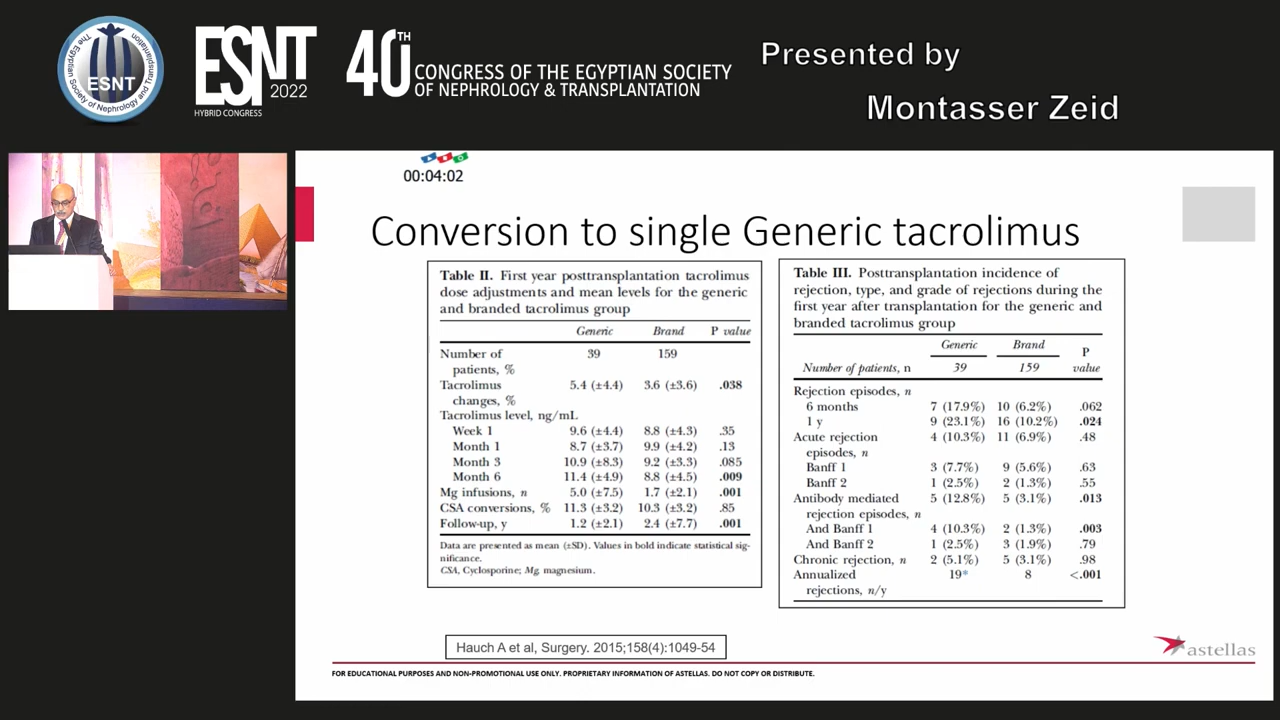 The Egyptian Society of Nephrology and Transplantation
ESNT
ESNT
2022
HYBRID CONGRESS
40TH
CONGRESS OF THE EGYPTIAN SOCIETY
OF NEPHROLOGY & TRANSPLANTATION
Presented by
Montasser Zeid
A B C
00:04:02
Conversion to single Generic tacrolimus
Table II. First year posttransplantation tacrolimus
dose adjustments and mean levels for the generic
and branded tacrolimus group
Generic Brand P value
Number of 39 159
patients, %
Tacrolimus 5.4 (±4.4) 3.6 (±3.6) .038
changes, %
Tacrolimus level, ng/mL
Week 1 9.6 (±4.4) 8.8 (±4.3) .35
Month 1 8.7 (±3.7) 9.9 (±4.2) .13
Month 3 10.9 (±8.3) 9.2 (±3.3) .085
Month 6 11.4 (±4.9) 8.8 (±4.5) .009
Mg infusions, n 5.0 (±7.5) 1.7 (±2.1) .001
CSA conversions, % 11.3 (±3.2) 10.3 (±3.2) .85
Follow-up, y 1.2 (±2.1) 2.4 (±7.7) .001
Data are presented as mean (±SD). Values in bold indicate statistical sig-
nificance.
CSA, Cyclosporine; Mg, magnesium.
Table III. Posttransplantation incidence of
rejection, type, and grade of rejections during the
first year after transplantation for the generic and
branded tacrolimus group
Generic Brand P
Number of patients, n 39 159 value
Rejection episodes, n
6 months 7 (17.9%) 10 (6.2%) .062
1 y 9 (23.1%) 16 (10.2%) .024
Acute rejection 4 (10.3%) 11 (6.9%) .48
episodes, n
Banff 1 3 (7.7%) 9 (5.6%) .63
Banff 2 1 (2.5%) 2 (1.3%) .55
Antibody mediated 5 (12.8%) 5 (3.1%) .013
rejection episodes, n
And Banff 1 4 (10.3%) 2 (1.3%) .003
And Banff 2 1 (2.5%) 3 (1.9%) .79
Chronic rejection, n 2 (5.1%) 5 (3.1%) .98
Annualized 19* 8 <.001
rejections, n/y
Hauch A et al, Surgery. 2015;158(4):1049-54
astellas
FOR EDUCATIONAL PURPOSES AND NON-PROMOTIONAL USE ONLY. PROPRIETARY INFORMATION OF ASTELLAS. DO NOT COPY OR DISTRIBUTE.